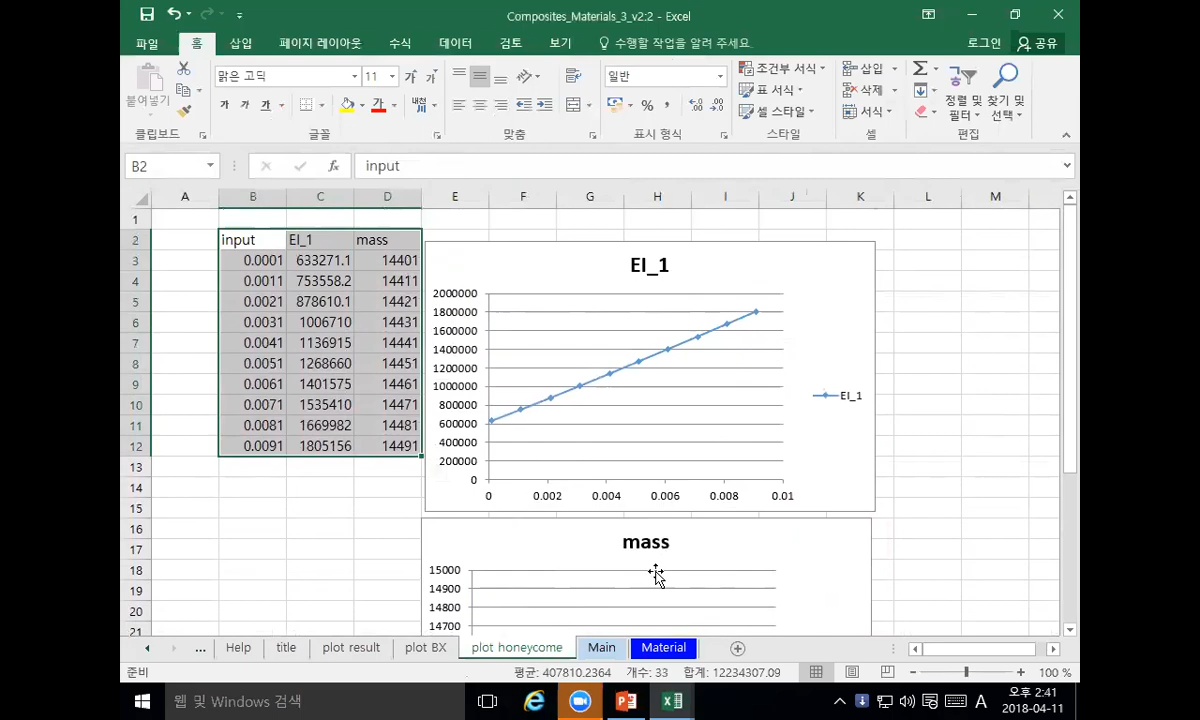 Composites_Materials_3_v2:2 - Excel
파일 홈 삽입 페이지 레이아웃 수식 데이터 검토 보기 수행할 작업을 알려 주세요. 로그인 공유
붙여넣기 맑은 고딕 11 일반 조건부 서식 삽입 정렬 및 찾기 및
표 서식 삭제 필터 선택
가 가 가 가 내천 % 셀 스타일 서식
클립보드 글꼴 맞춤 표시 형식 스타일 셀 편집
B2 fx input
A B C D E F G H I J K L M
1
2 input EI_1 mass
3 0.0001 633271.1 14401
4 0.0011 753558.2 14411
5 0.0021 878610.1 14421
6 0.0031 1006710 14431
7 0.0041 1136915 14441
8 0.0051 1268660 14451
9 0.0061 1401575 14461
10 0.0071 1535410 14471
11 0.0081 1669982 14481
12 0.0091 1805156 14491
13
14
15
16
17
18
19
20
21
EI_1
2000000
1800000
1600000
1400000
1200000
1000000
800000
600000
400000
200000
0
0 0.002 0.004 0.006 0.008 0.01
EI_1
mass
15000
14900
14800
14700
... Help title plot result plot BX plot honeycome Main Material
준비 평균: 407810.2364 개수: 33 합계: 12234307.09 100 %
웹 및 Windows 검색 A 오후 2:41
2018-04-11